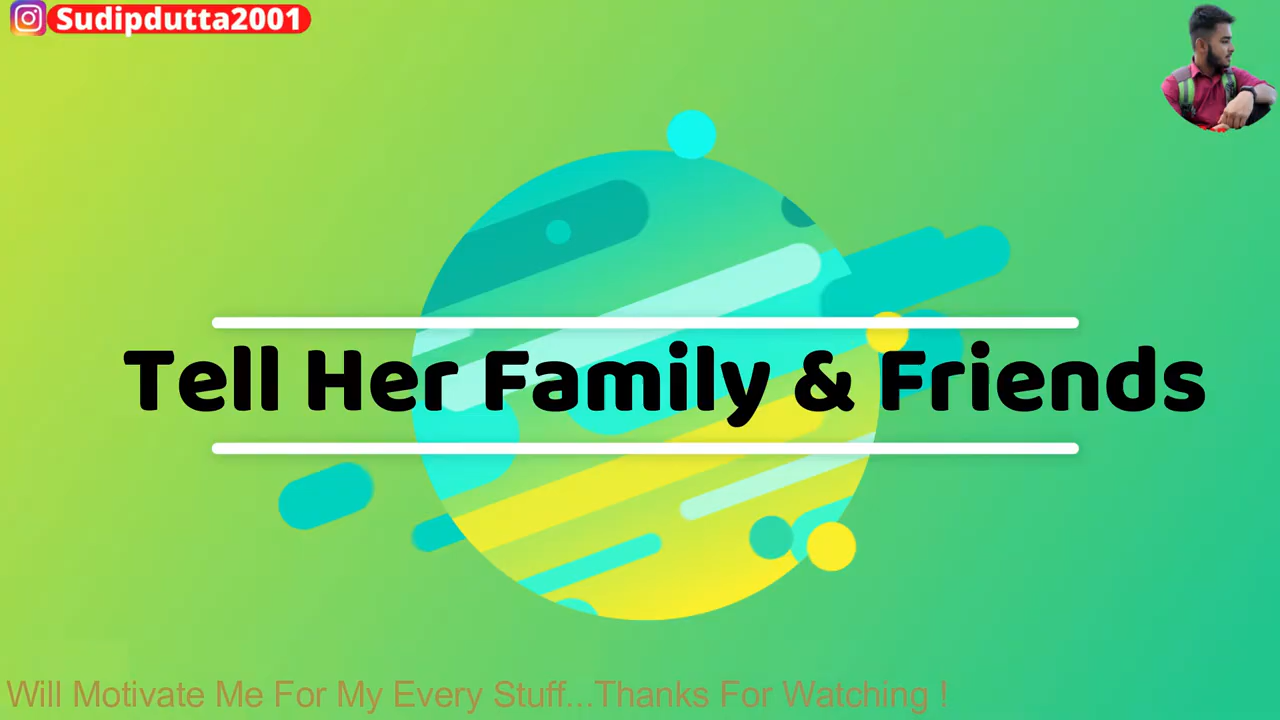 Sudipdutta2001
Tell Her Family & Friends
Will Motivate Me For My Every Stuff...Thanks For Watching !